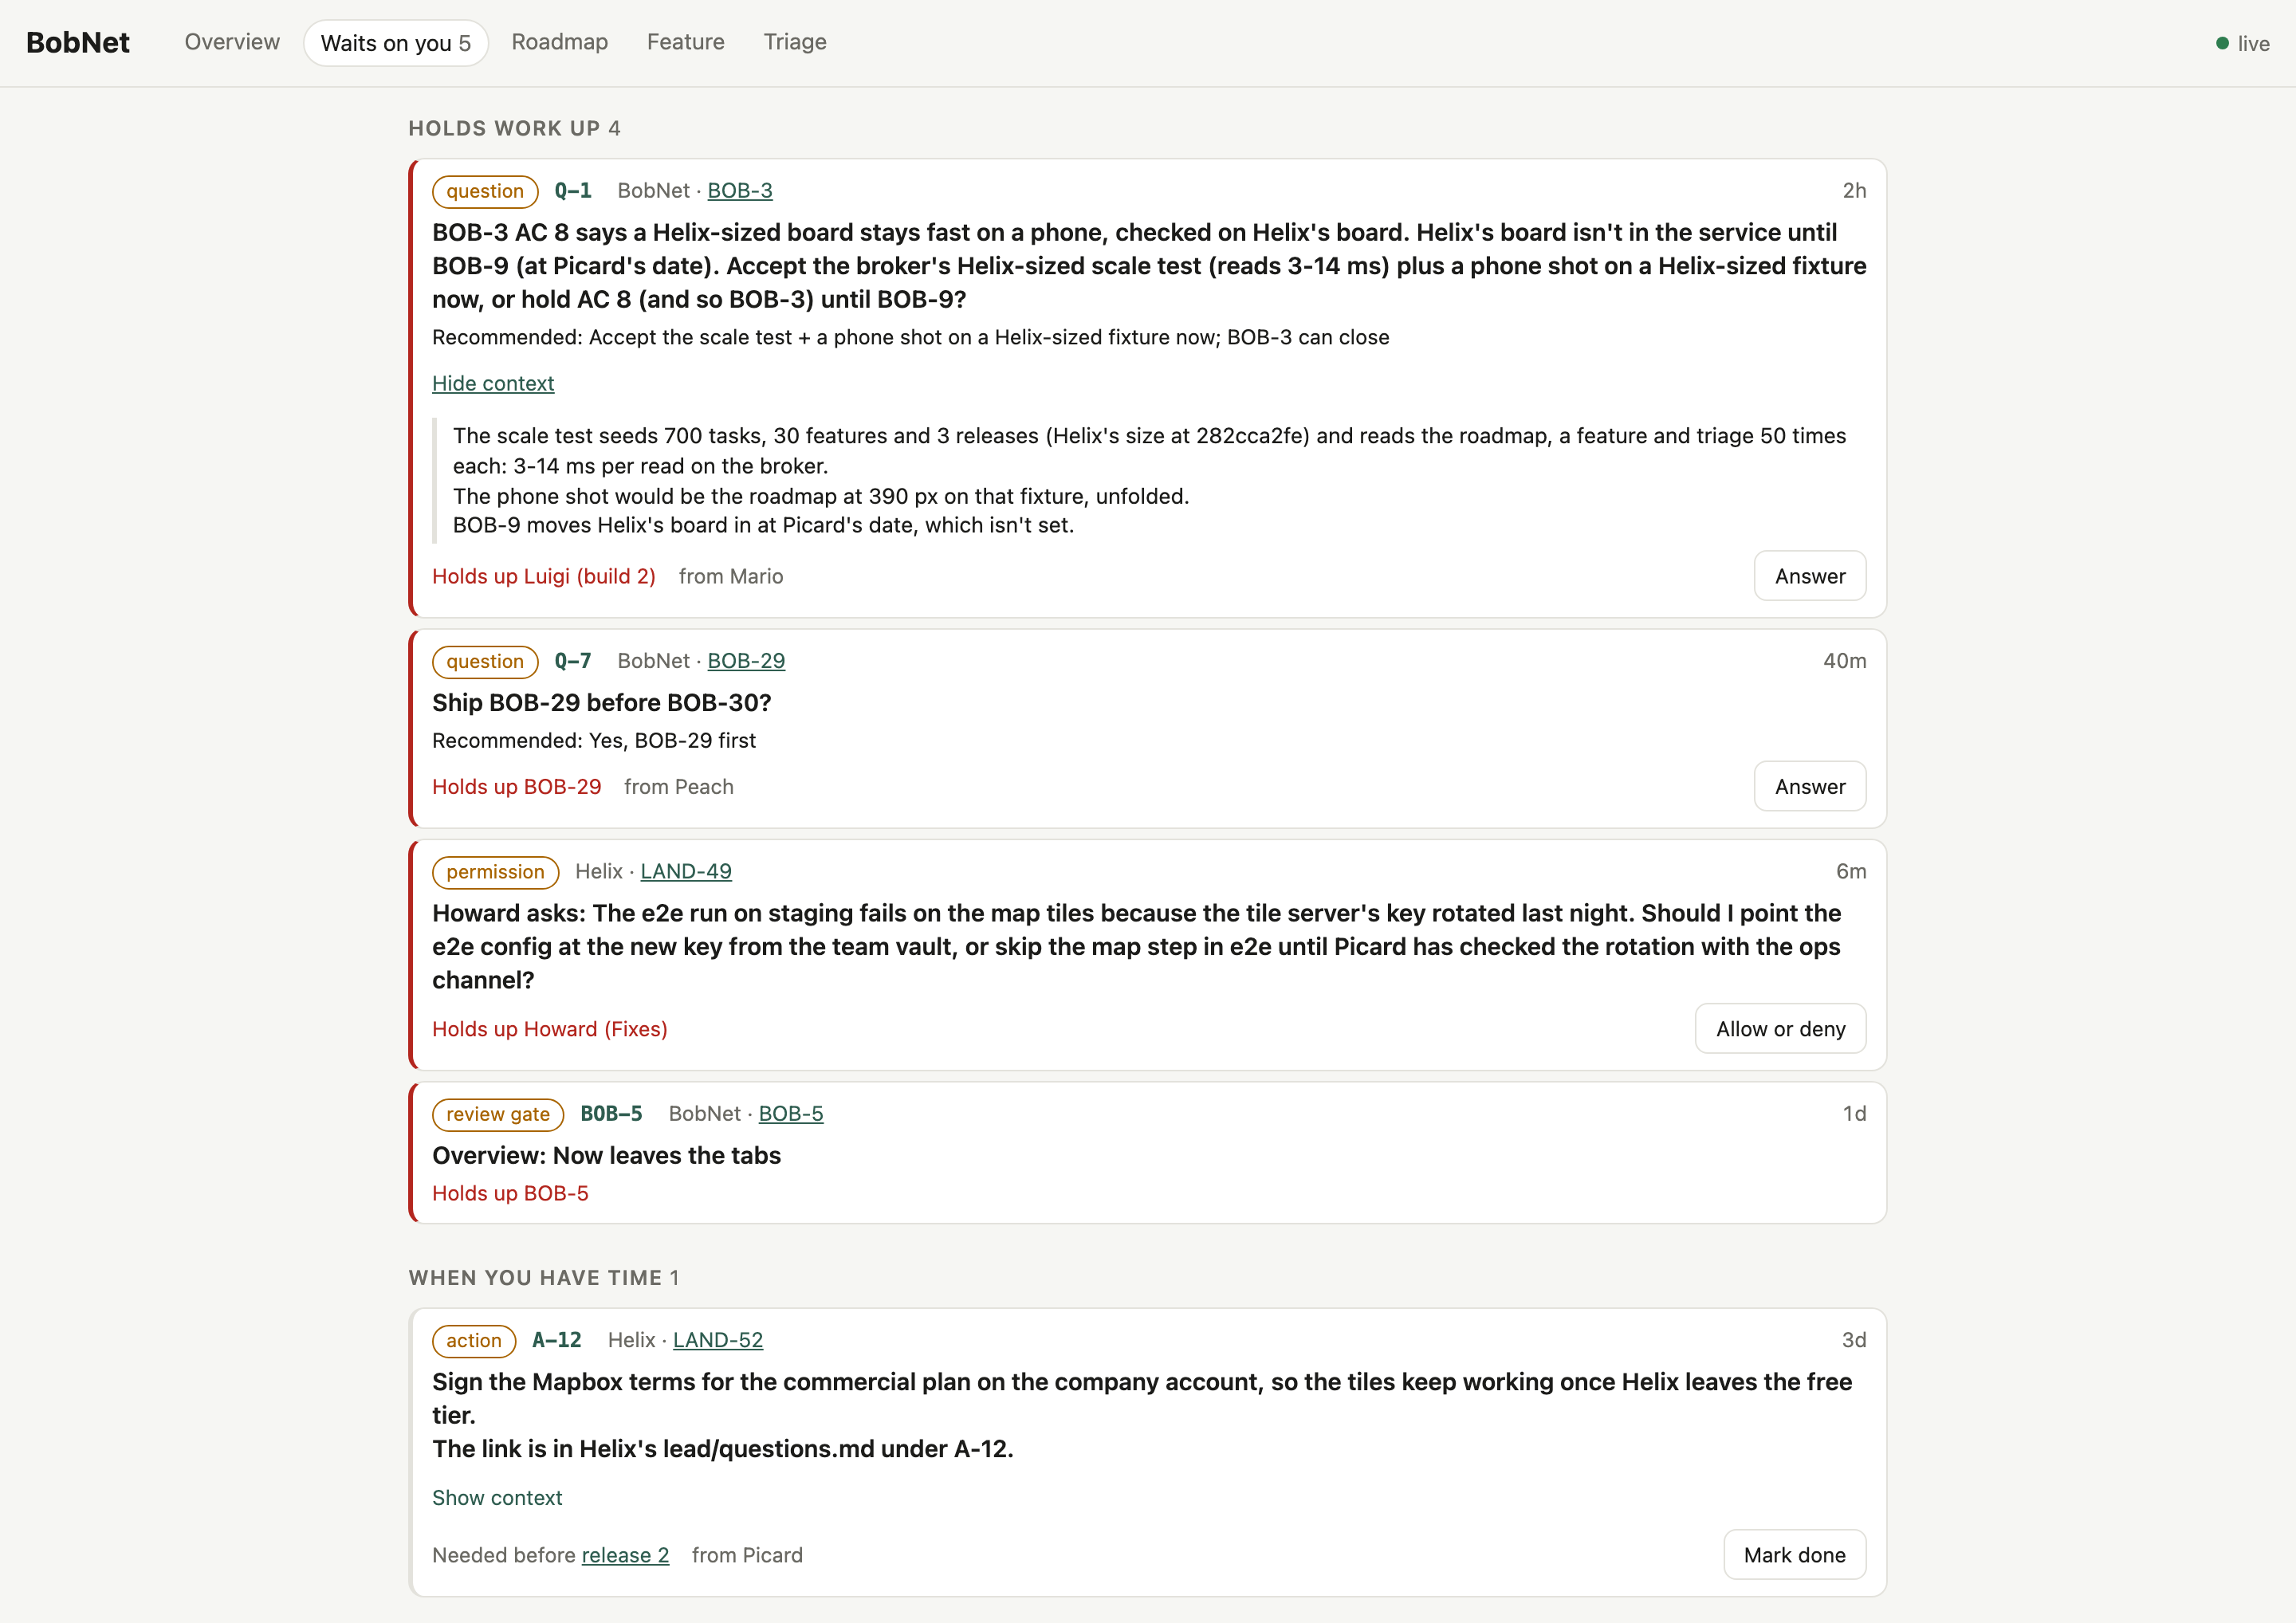 BobNet
Overview
Waits on you 5
Roadmap
Feature
Triage
live
HOLDS WORK UP 4
question Q–1 BobNet · BOB-3 2h
BOB-3 AC 8 says a Helix-sized board stays fast on a phone, checked on Helix's board. Helix's board isn't in the service until
BOB-9 (at Picard's date). Accept the broker's Helix-sized scale test (reads 3-14 ms) plus a phone shot on a Helix-sized fixture
now, or hold AC 8 (and so BOB-3) until BOB-9?
Recommended: Accept the scale test + a phone shot on a Helix-sized fixture now; BOB-3 can close
Hide context
The scale test seeds 700 tasks, 30 features and 3 releases (Helix's size at 282cca2fe) and reads the roadmap, a feature and triage 50 times
each: 3-14 ms per read on the broker.
The phone shot would be the roadmap at 390 px on that fixture, unfolded.
BOB-9 moves Helix's board in at Picard's date, which isn't set.
Holds up Luigi (build 2) from Mario Answer
question Q–7 BobNet · BOB-29 40m
Ship BOB-29 before BOB-30?
Recommended: Yes, BOB-29 first
Holds up BOB-29 from Peach Answer
permission Helix · LAND-49 6m
Howard asks: The e2e run on staging fails on the map tiles because the tile server's key rotated last night. Should I point the
e2e config at the new key from the team vault, or skip the map step in e2e until Picard has checked the rotation with the ops
channel?
Holds up Howard (Fixes) Allow or deny
review gate BOB–5 BobNet · BOB-5 1d
Overview: Now leaves the tabs
Holds up BOB-5
WHEN YOU HAVE TIME 1
action A–12 Helix · LAND-52 3d
Sign the Mapbox terms for the commercial plan on the company account, so the tiles keep working once Helix leaves the free
tier.
The link is in Helix's lead/questions.md under A-12.
Show context
Needed before release 2 from Picard Mark done